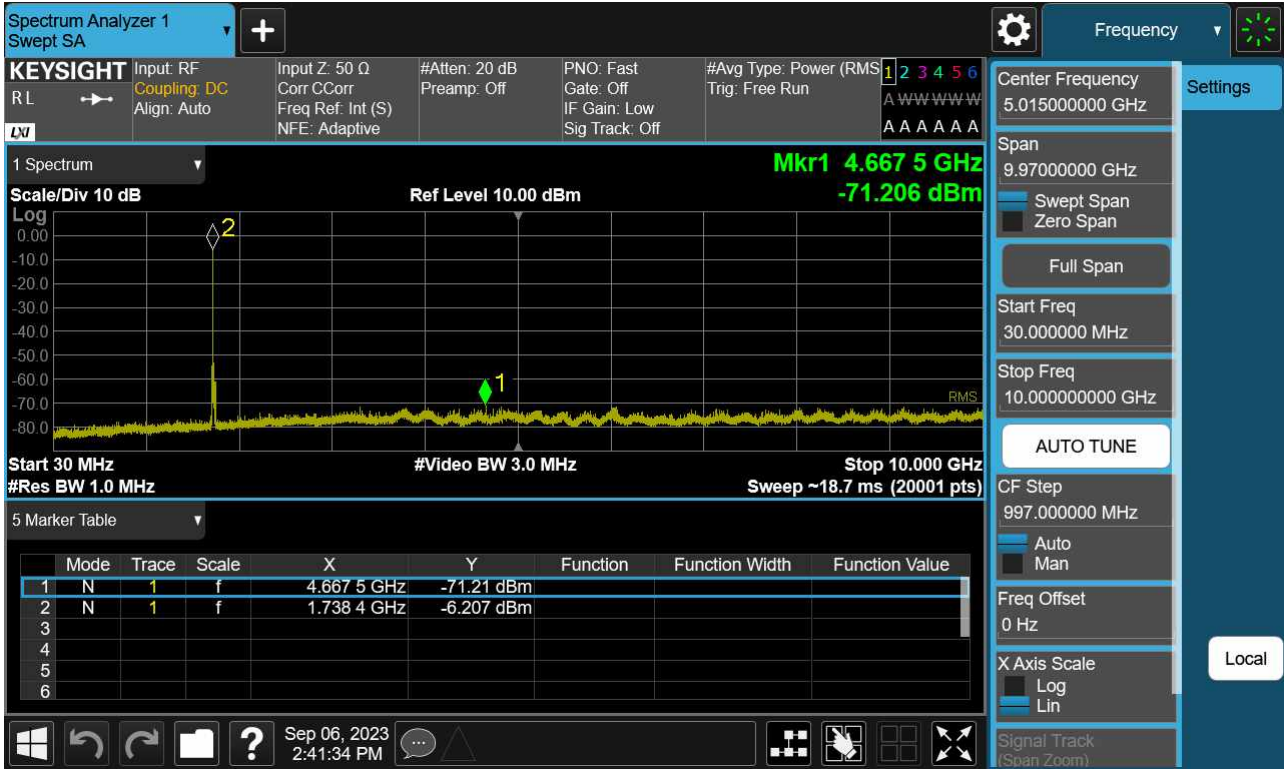 Spectrum Analyzer 1
Swept SA
Frequency
KEYSIGHT
R L
LXI
Input: RF
Coupling: DC
Align: Auto
Input Z: 50 Ω
Corr CCorr
Freq Ref: Int (S)
NFE: Adaptive
#Atten: 20 dB
Preamp: Off
PNO: Fast
Gate: Off
IF Gain: Low
Sig Track: Off
#Avg Type: Power (RMS
Trig: Free Run
1 2 3 4 5 6
A W W W W W
A A A A A A
1 Spectrum
Mkr1 4.667 5 GHz
-71.206 dBm
Scale/Div 10 dB
Ref Level 10.00 dBm
Log
0.00
-10.0
-20.0
-30.0
-40.0
-50.0
-60.0
-70.0
-80.0
2
1
RMS
Start 30 MHz
#Video BW 3.0 MHz
Stop 10.000 GHz
#Res BW 1.0 MHz
Sweep ~18.7 ms (20001 pts)
5 Marker Table
Mode Trace Scale X Y Function Function Width Function Value
1 N 1 f 4.667 5 GHz -71.21 dBm
2 N 1 f 1.738 4 GHz -6.207 dBm
3
4
5
6
Sep 06, 2023
2:41:34 PM
?
Center Frequency
5.015000000 GHz
Span
9.97000000 GHz
Swept Span
Zero Span
Full Span
Start Freq
30.000000 MHz
Stop Freq
10.000000000 GHz
AUTO TUNE
CF Step
997.000000 MHz
Auto
Man
Freq Offset
0 Hz
X Axis Scale
Log
Lin
Signal Track
(Span Zoom)
Settings
Local